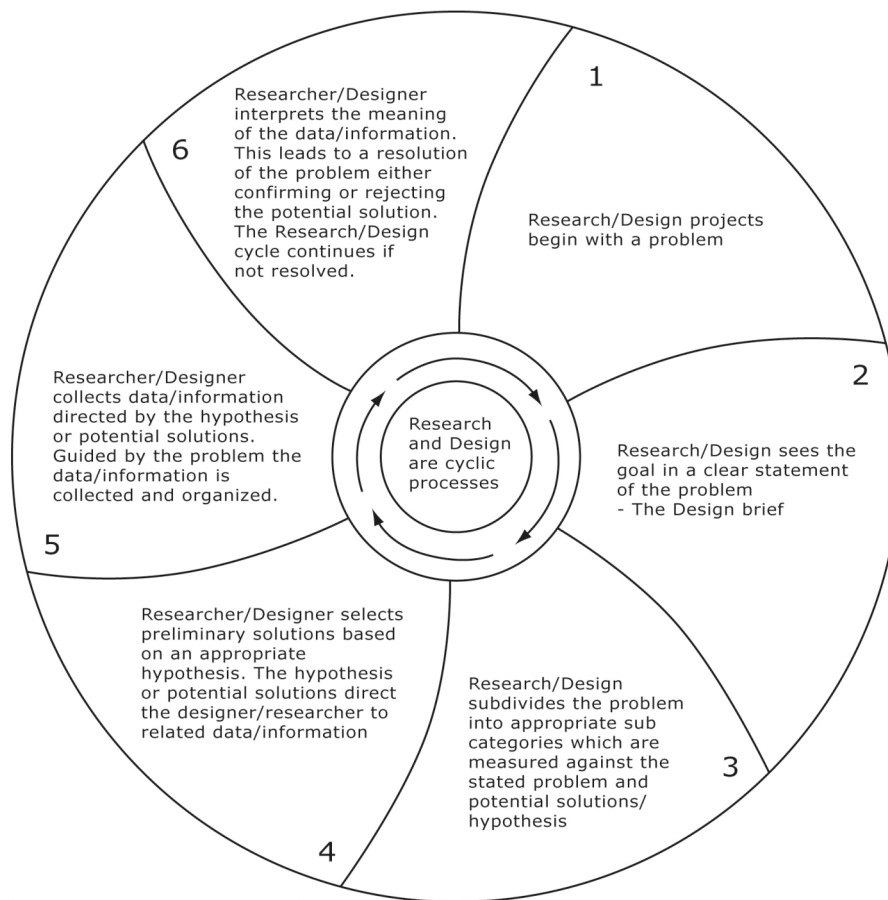 1
Research/Design projects
begin with a problem
2
Research/Design sees the
goal in a clear statement
of the problem
- The Design brief
3
Research/Design
subdivides the problem
into appropriate sub
categories which are
measured against the
stated problem and
potential solutions/
hypothesis
4
Researcher/Designer selects
preliminary solutions based
on an appropriate
hypothesis. The hypothesis
or potential solutions direct
the designer/researcher to
related data/information
5
Researcher/Designer
collects data/information
directed by the hypothesis
or potential solutions.
Guided by the problem the
data/information is
collected and organized.
6
Researcher/Designer
interprets the meaning
of the data/information.
This leads to a resolution
of the problem either
confirming or rejecting
the potential solution.
The Research/Design
cycle continues if
not resolved.
Research
and Design
are cyclic
processes